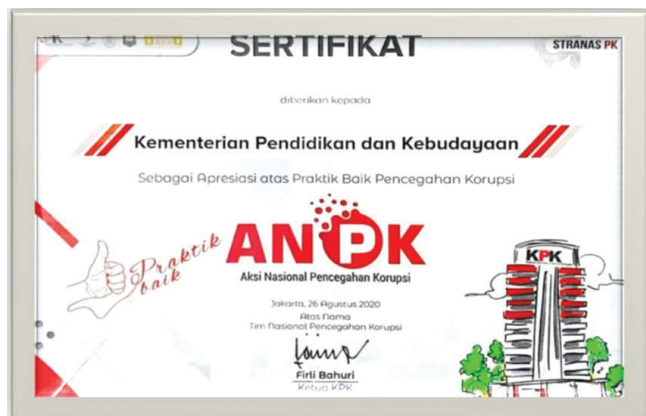 SERTIFIKAT
STRANAS PK
diberikan kepada
Kementerian Pendidikan dan Kebudayaan
Sebagai Apresiasi atas Praktik Baik Pencegahan Korupsi
Praktik
baik
ANPK
Aksi Nasional Pencegahan Korupsi
KPK
Jakarta, 26 Agustus 2020
Atas Nama
Tim Nasional Pencegahan Korupsi
Firli Bahuri
Ketua KPK